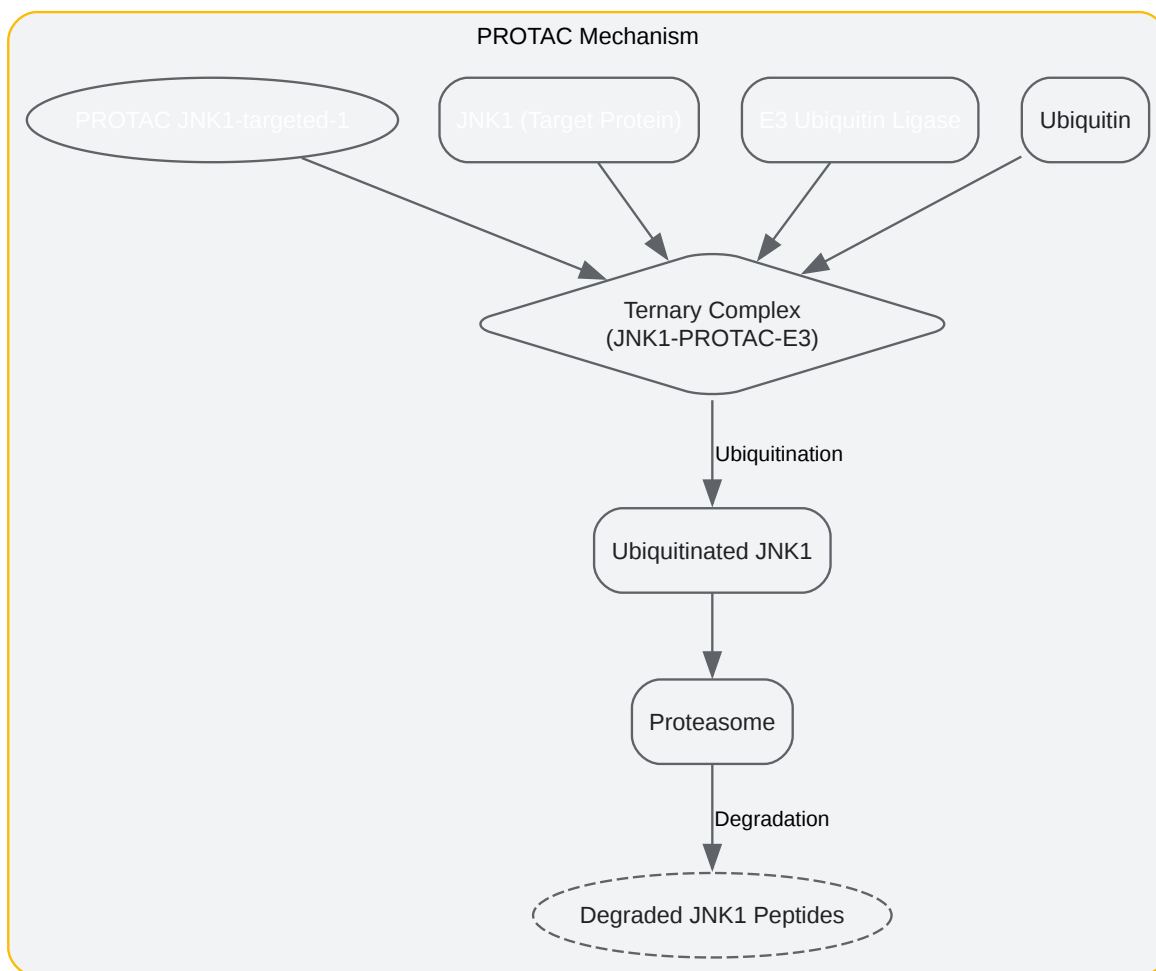 PROTAC Mechanism
PROTAC JNK1-targeted-1
JNK1 (Target Protein)
E3 Ubiquitin Ligase
Ubiquitin
Ternary Complex
(JNK1-PROTAC-E3)
Ubiquitination
Ubiquitinated JNK1
Proteasome
Degradation
Degraded JNK1 Peptides